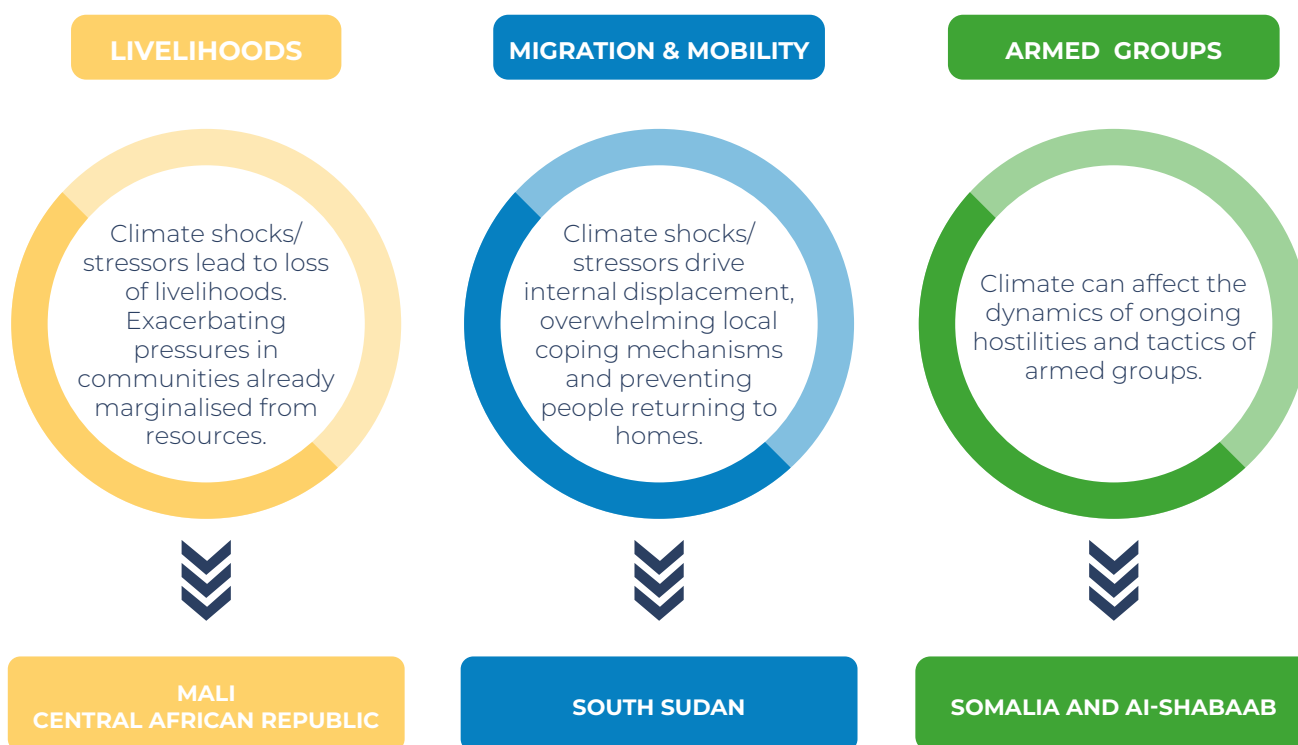 LIVELIHOODS
Climate shocks/
stressors lead to loss
of livelihoods.
Exacerbating
pressures in
communities already
marginalised from
resources.
MALI
CENTRAL AFRICAN REPUBLIC
MIGRATION & MOBILITY
Climate shocks/
stressors drive
internal displacement,
overwhelming local
coping mechanisms
and preventing
people returning to
homes.
SOUTH SUDAN
ARMED GROUPS
Climate can affect the
dynamics of ongoing
hostilities and tactics of
armed groups.
SOMALIA AND AI-SHABAAB